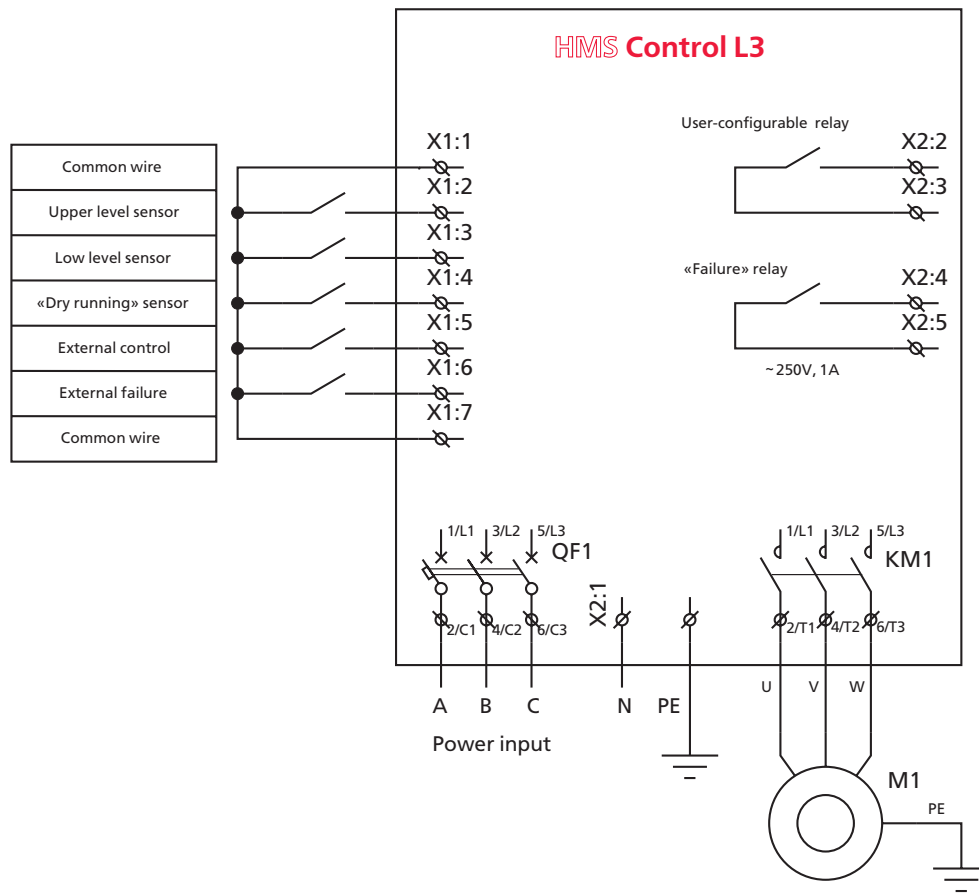 HMS Control L3
Common wire
Upper level sensor
Low level sensor
«Dry running» sensor
External control
External failure
Common wire
X1:1
X1:2
X1:3
X1:4
X1:5
X1:6
X1:7
User-configurable relay
X2:2
X2:3
«Failure» relay
X2:4
X2:5
~250V, 1A
1/L1 3/L2 5/L3
QF1
2/C1 4/C2 6/C3
X2:1
1/L1 3/L2 5/L3
KM1
2/T1 4/T2 6/T3
A B C N PE
Power input
U V W
M1
PE